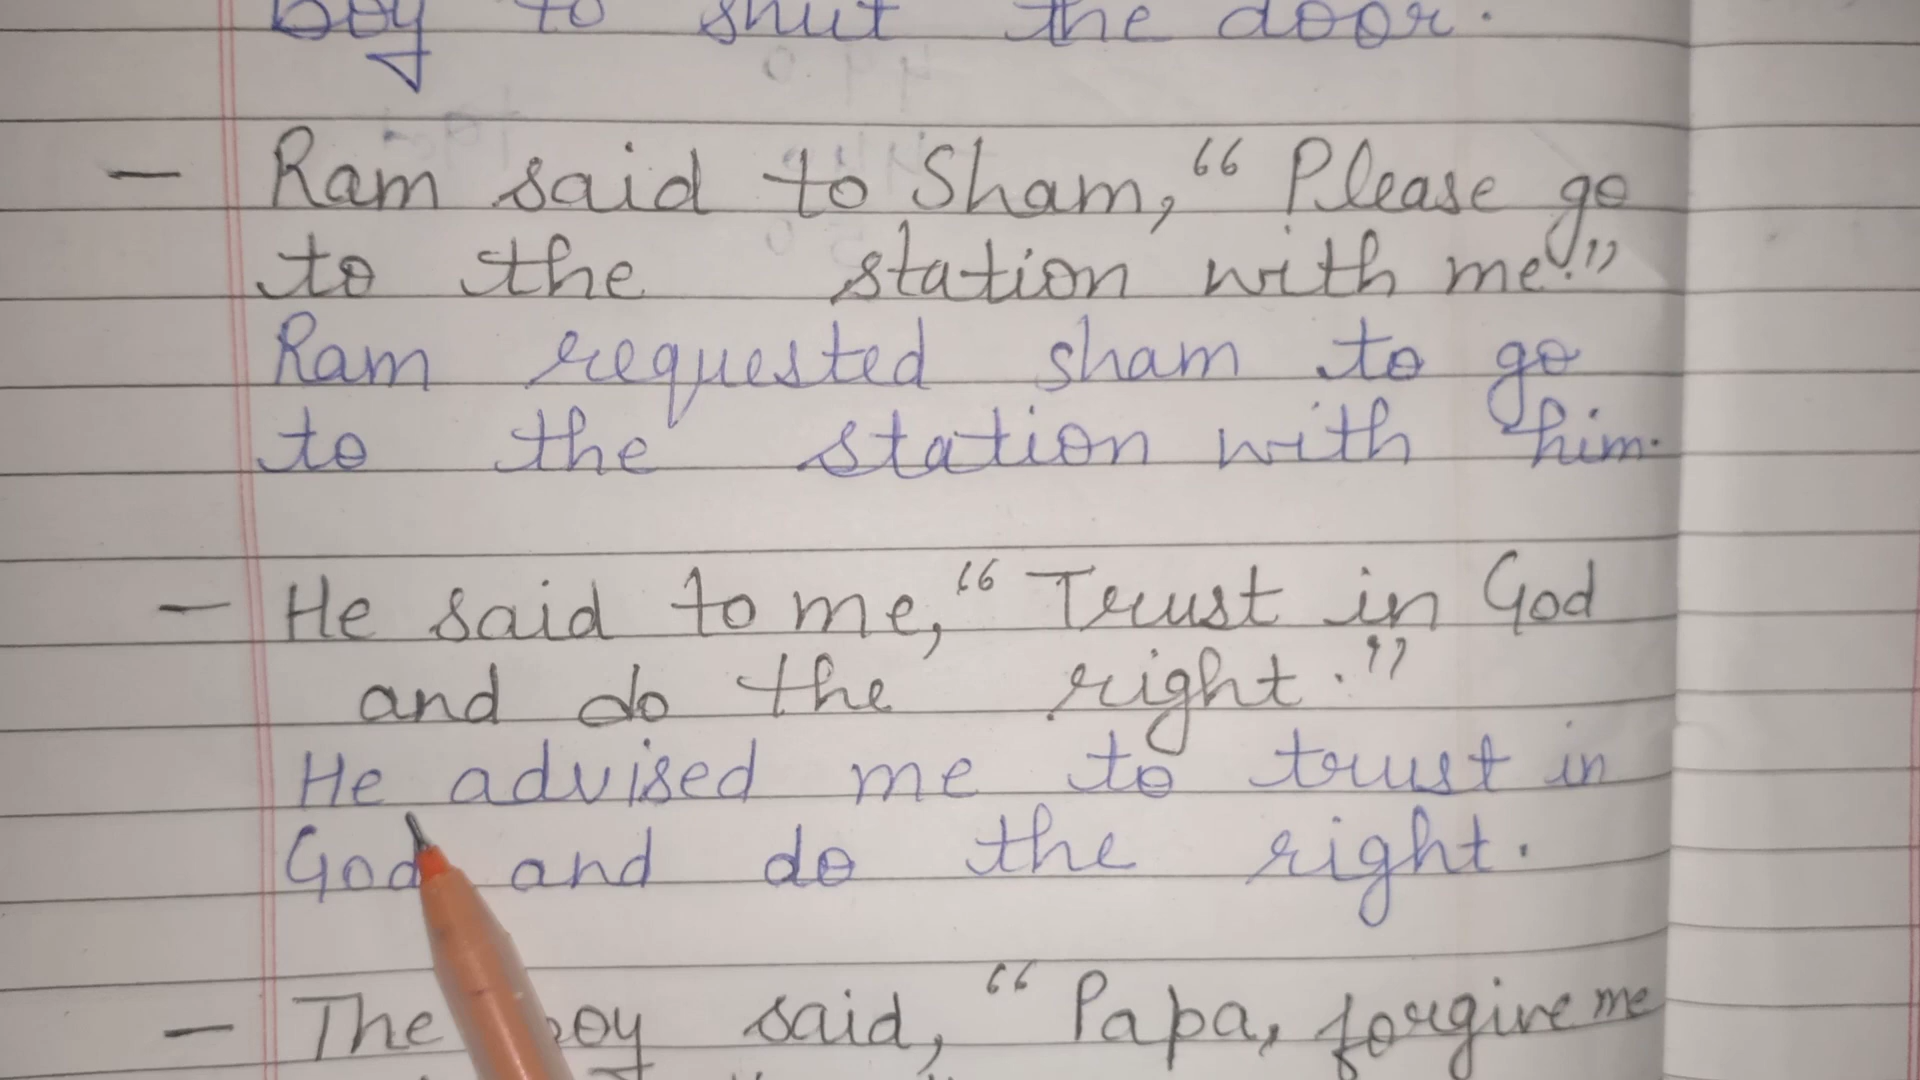 boy to shut the door.
- Ram said to Sham, "Please go
to the station with me."
Ram requested sham to go
to the station with him.
- He said to me, "Trust in God
and do the right."
He advised me to trust in
God and do the right.
- The boy said, "Papa, forgive me